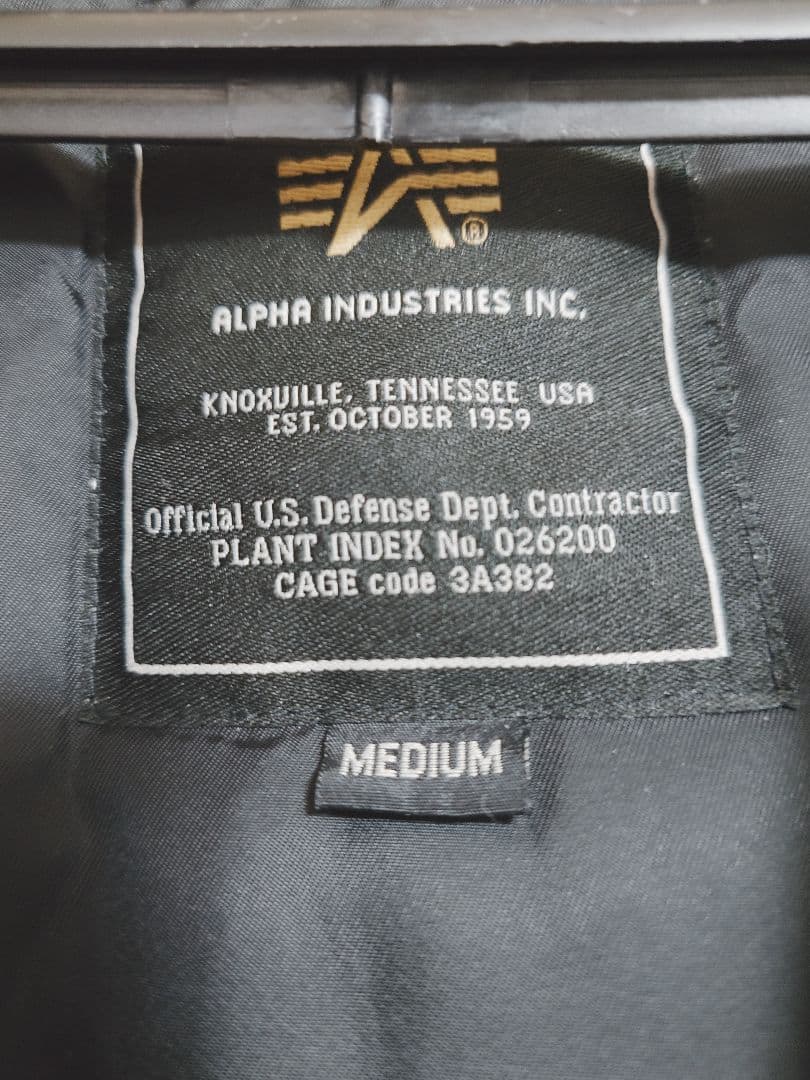 ALPHA INDUSTRIES INC.
KNOXVILLE, TENNESSEE USA
EST. OCTOBER 1959
Official U.S. Defense Dept. Contractor
PLANT INDEX No. 026200
CAGE code 3A382
MEDIUM